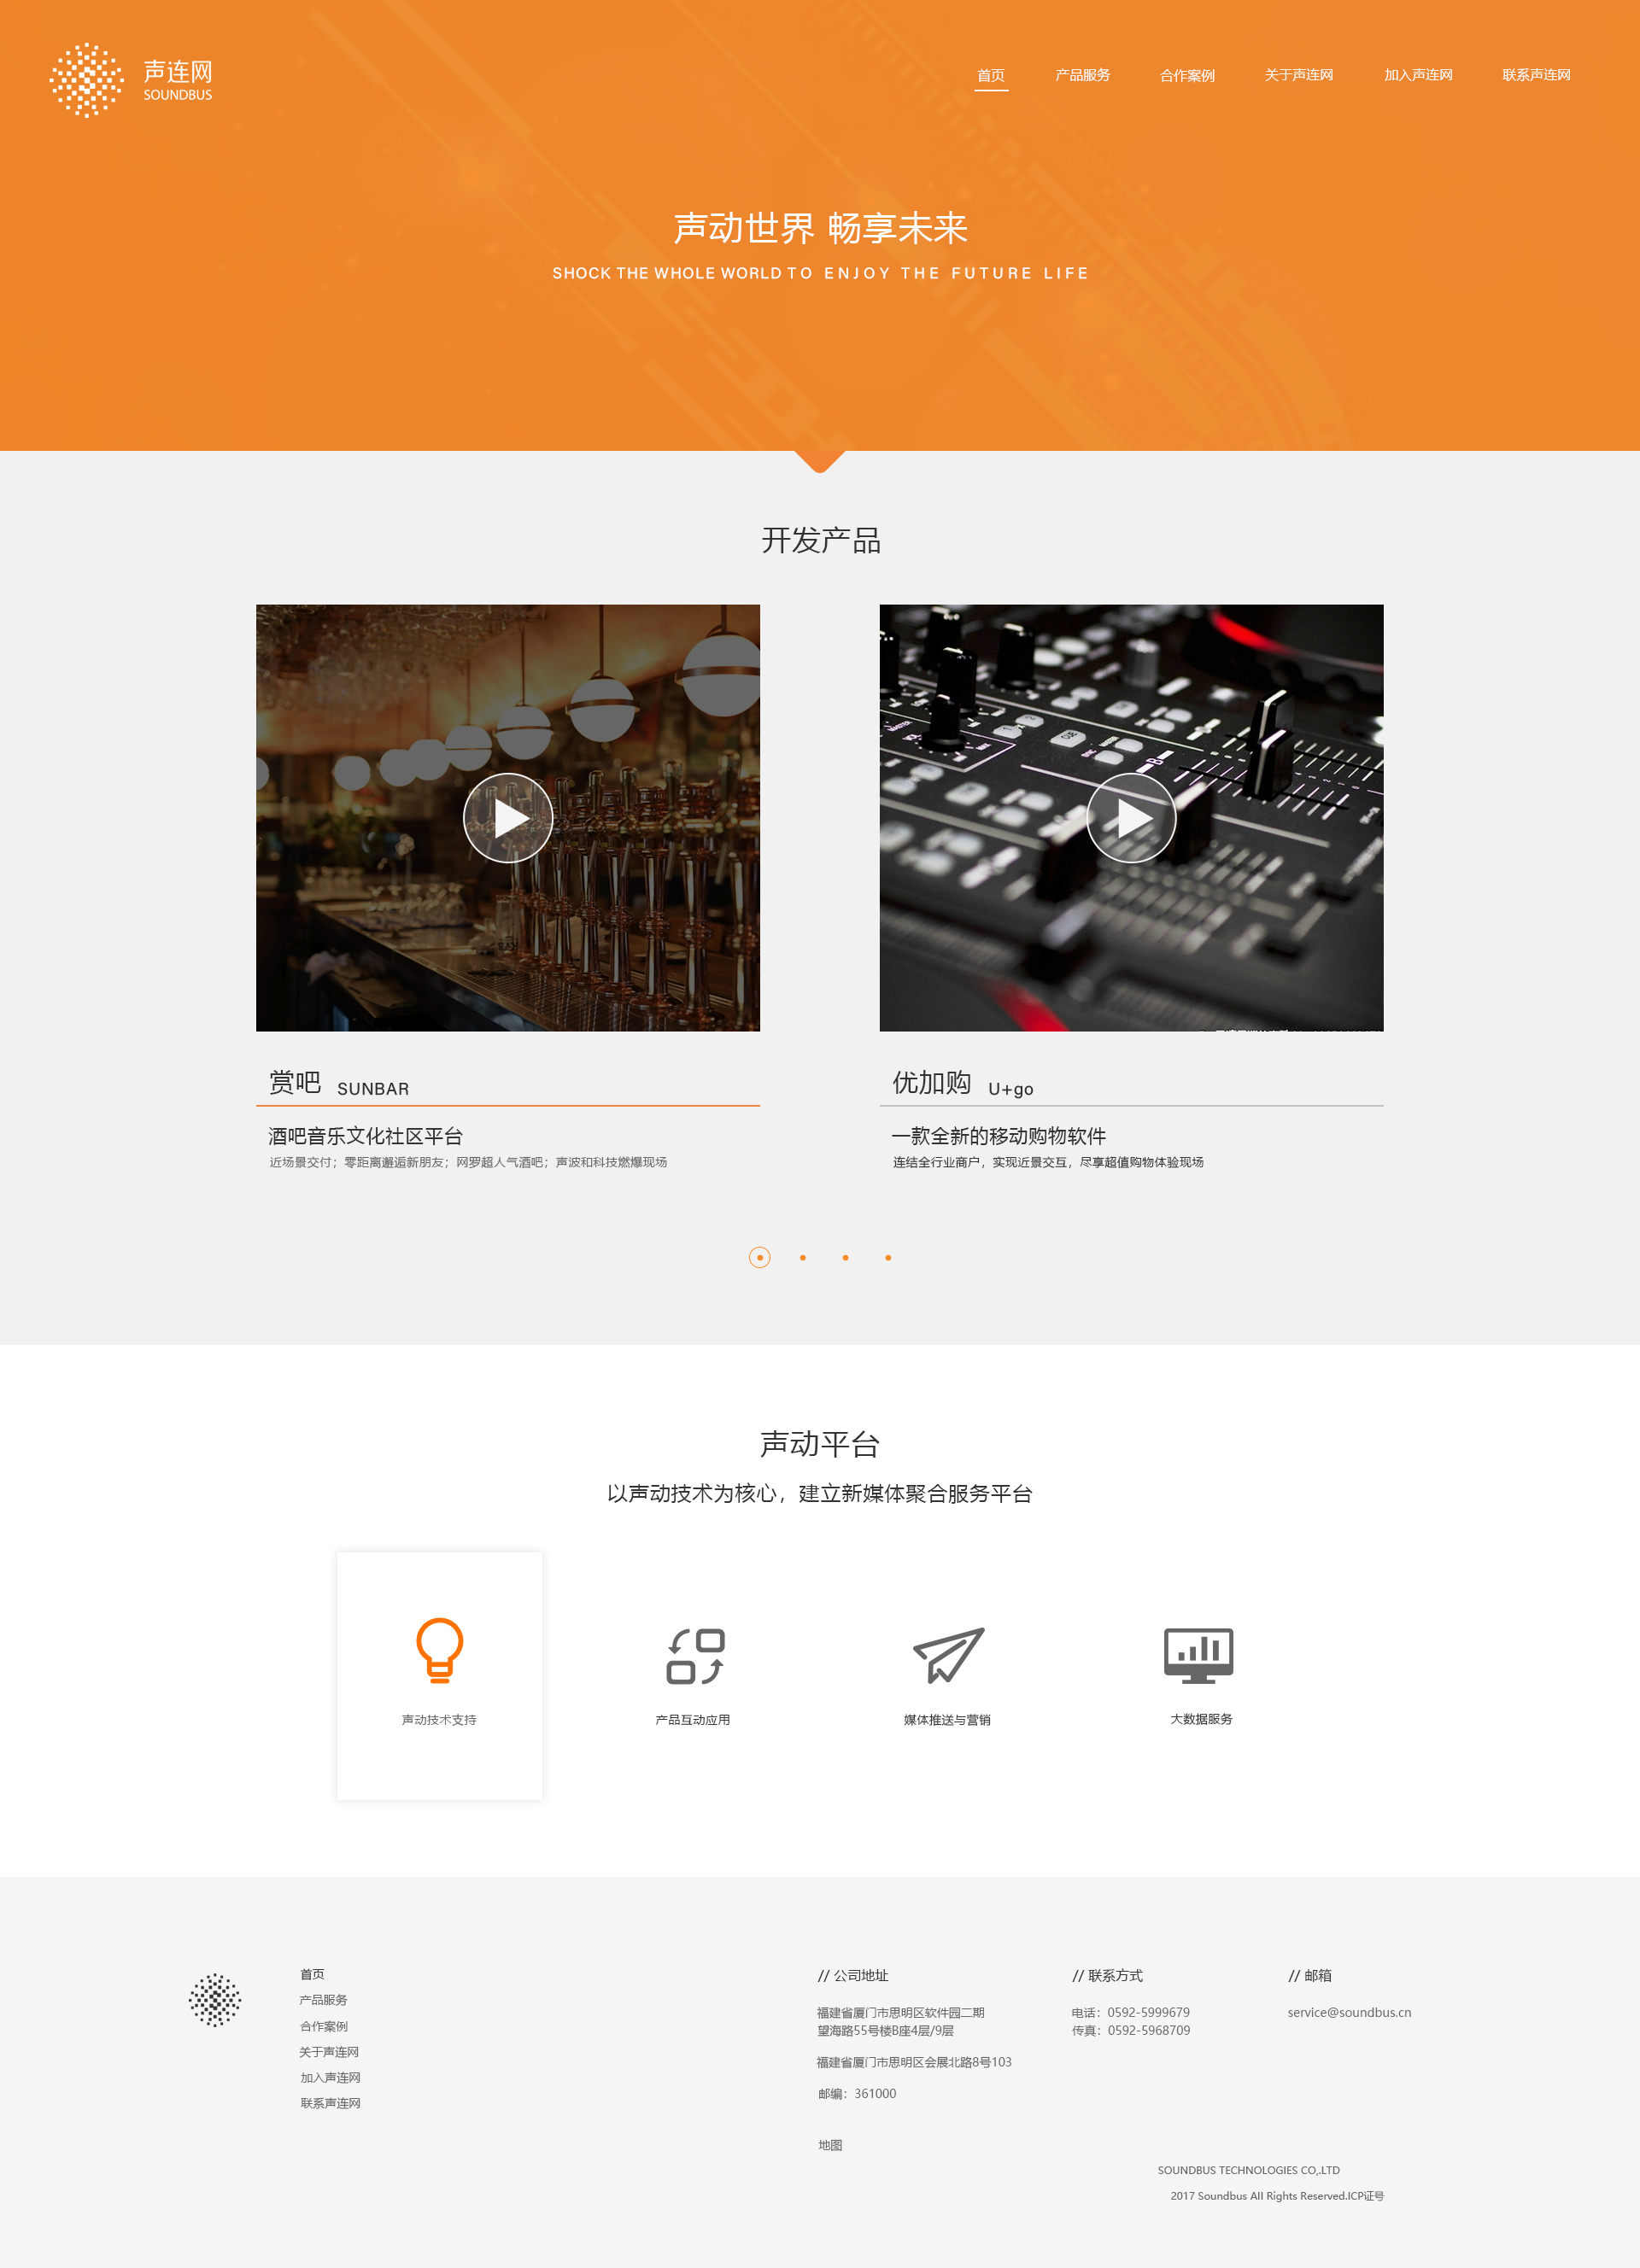 声连网
SOUNDBUS
首页 产品服务 合作案例 关于声连网 加入声连网 联系声连网
声动世界 畅享未来
SHOCK THE WHOLE WORLD TO ENJOY THE FUTURE LIFE
开发产品
赏吧 SUNBAR
酒吧音乐文化社区平台
近场景交付；零距离邂逅新朋友；网罗超人气酒吧；声波和科技燃爆现场
优加购 U+go
一款全新的移动购物软件
连结全行业商户，实现近景交互，尽享超值购物体验现场
声动平台
以声动技术为核心，建立新媒体聚合服务平台
声动技术支持
产品互动应用
媒体推送与营销
大数据服务
首页
产品服务
合作案例
关于声连网
加入声连网
联系声连网
// 公司地址
福建省厦门市思明区软件园二期
望海路55号楼B座4层/9层
福建省厦门市思明区会展北路8号103
邮编：361000
地图
// 联系方式
电话：0592-5999679
传真：0592-5968709
// 邮箱
service@soundbus.cn
SOUNDBUS TECHNOLOGIES CO,.LTD
2017 Soundbus All Rights Reserved.ICP证号